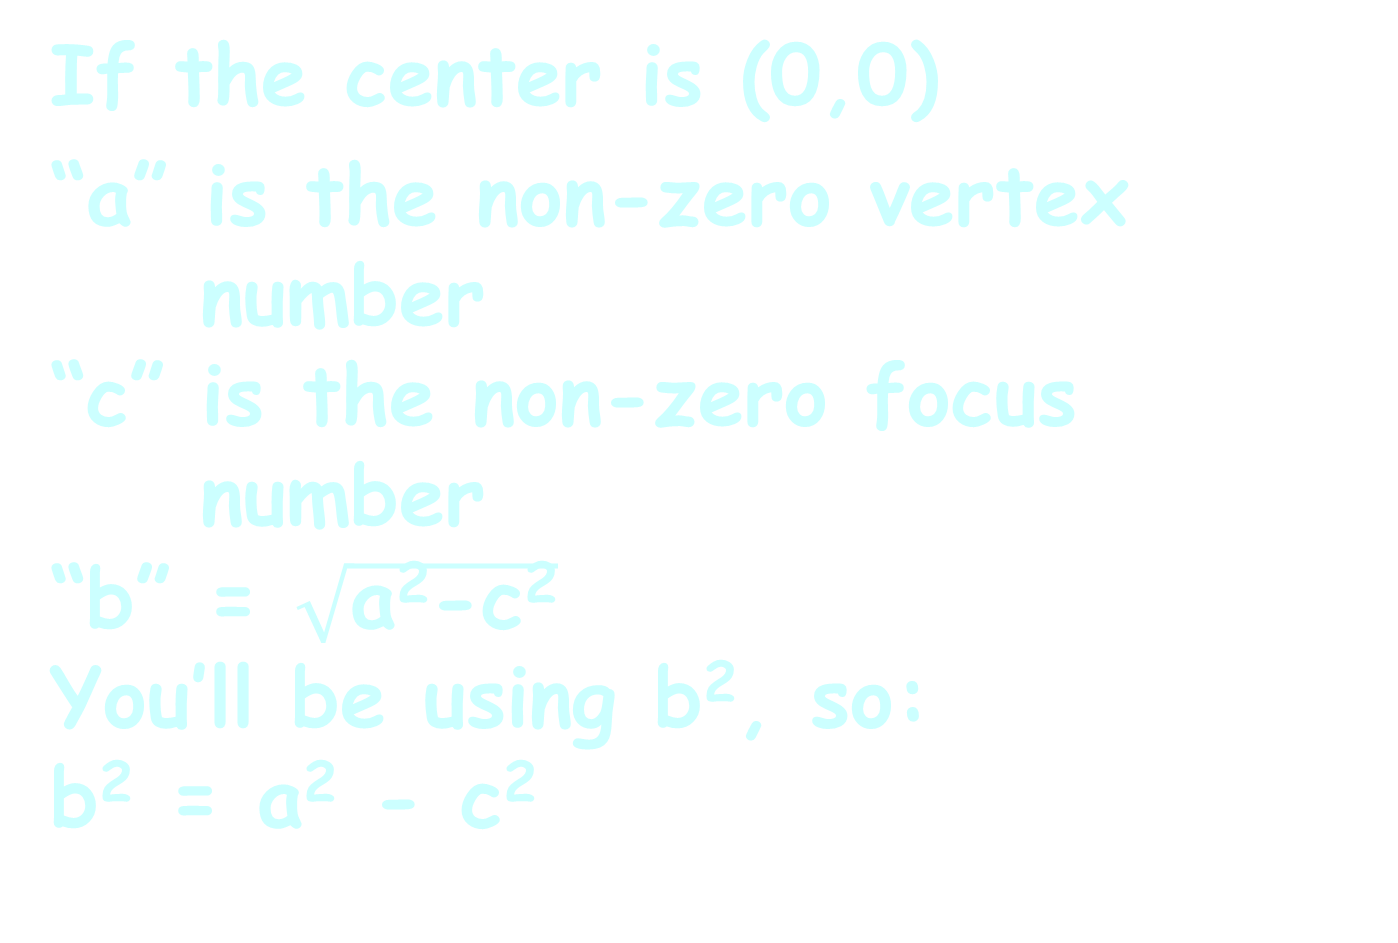 If the center is (0,0)
“a” is the non-zero vertex
number
“c” is the non-zero focus
number
“b” = √a²-c²
You’ll be using b², so:
b² = a² - c²